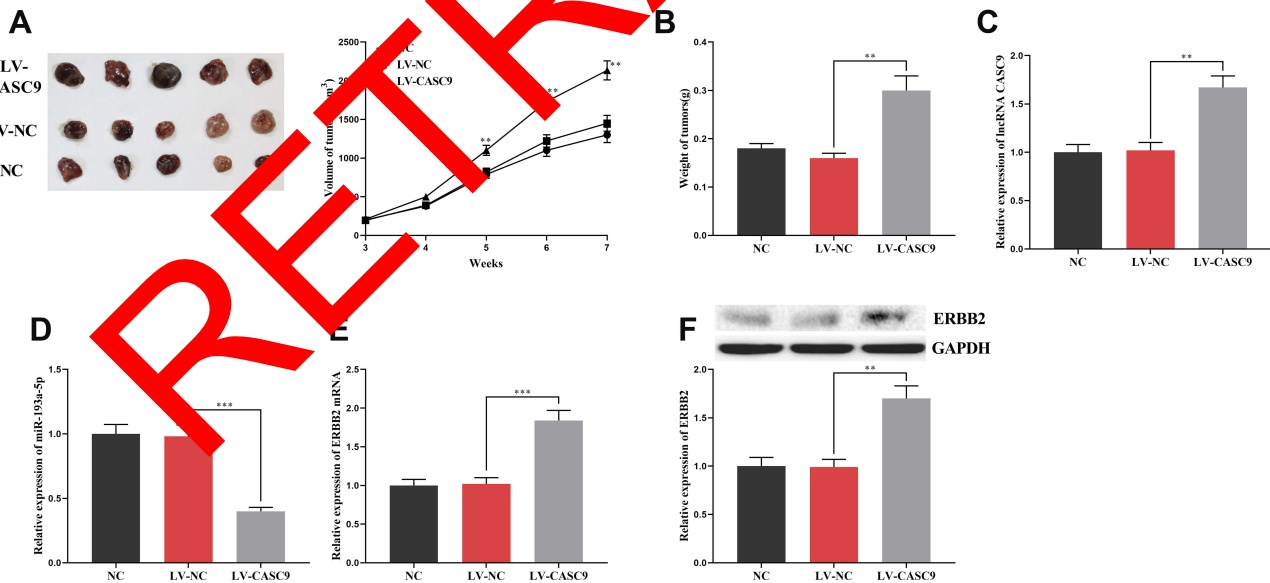 A
LV-
ASC9
V-NC
NC
2500
1500
1000
0
3
4
5
6
7
Weeks
LV-NC
LV-CASC9
**
**
**
B
Weight of tumors(g)
0.4
0.3
0.2
0.1
0.0
**
NC
LV-NC
LV-CASC9
C
Relative expression of lncRNA CASC9
2.0
1.5
1.0
0.5
0.0
**
NC
LV-NC
LV-CASC9
D
Relative expression of miR-193a-5p
1.5
1.0
0.5
0.0
***
NC
LV-NC
LV-CASC9
E
Relative expression of ERBB2 mRNA
2.5
2.0
1.5
1.0
0.5
0.0
***
NC
LV-NC
LV-CASC9
F
ERBB2
GAPDH
Relative expression of ERBB2
2.0
1.5
1.0
0.5
0.0
**
NC
LV-NC
LV-CASC9
RETR